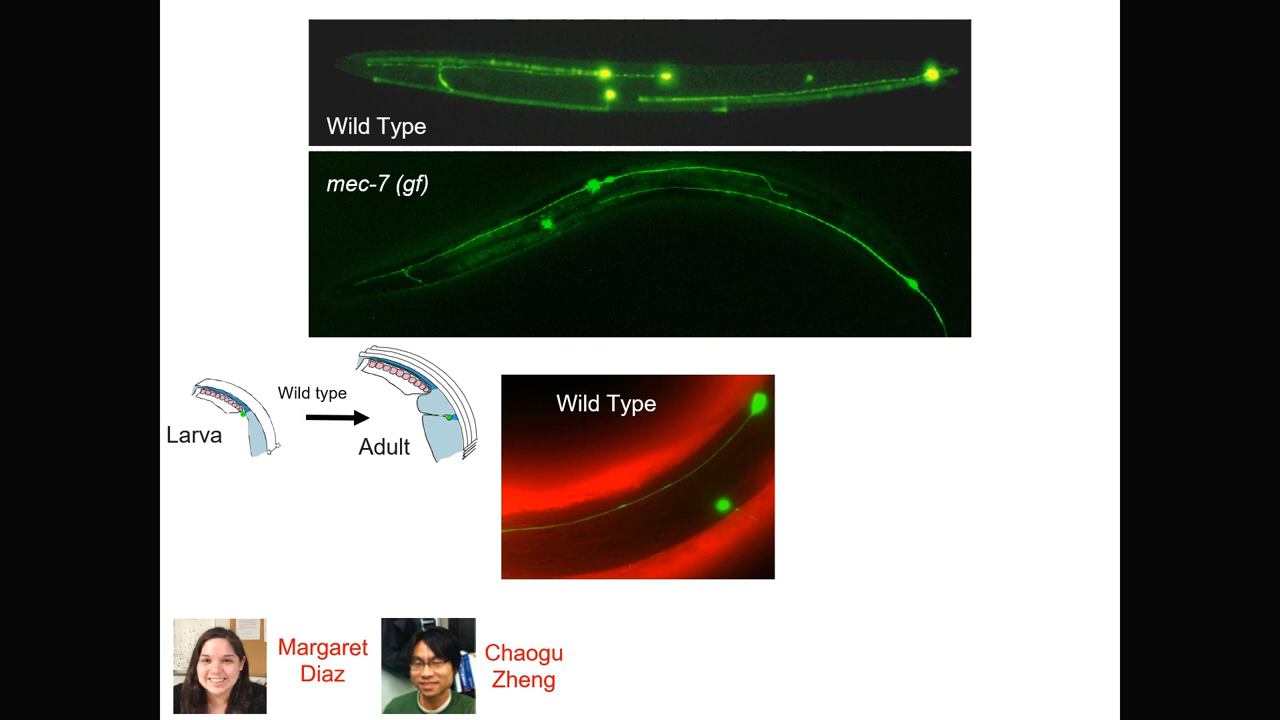 Wild Type
mec-7 (gf)
Wild type
Larva
Adult
Wild Type
Margaret
Diaz
Chaogu
Zheng